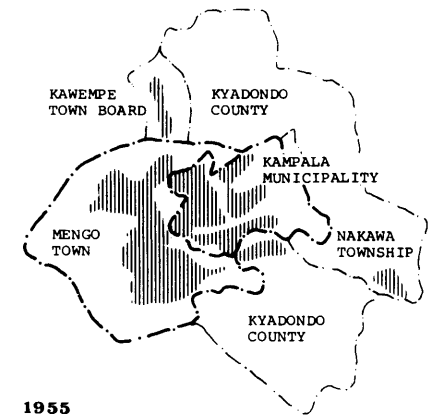 KAWEMPE
TOWN BOARD
KYADONDO
COUNTY
KAMPALA
MUNICIPALITY
MENGO
TOWN
NAKAWA
TOWNSHIP
KYADONDO
COUNTY
1955